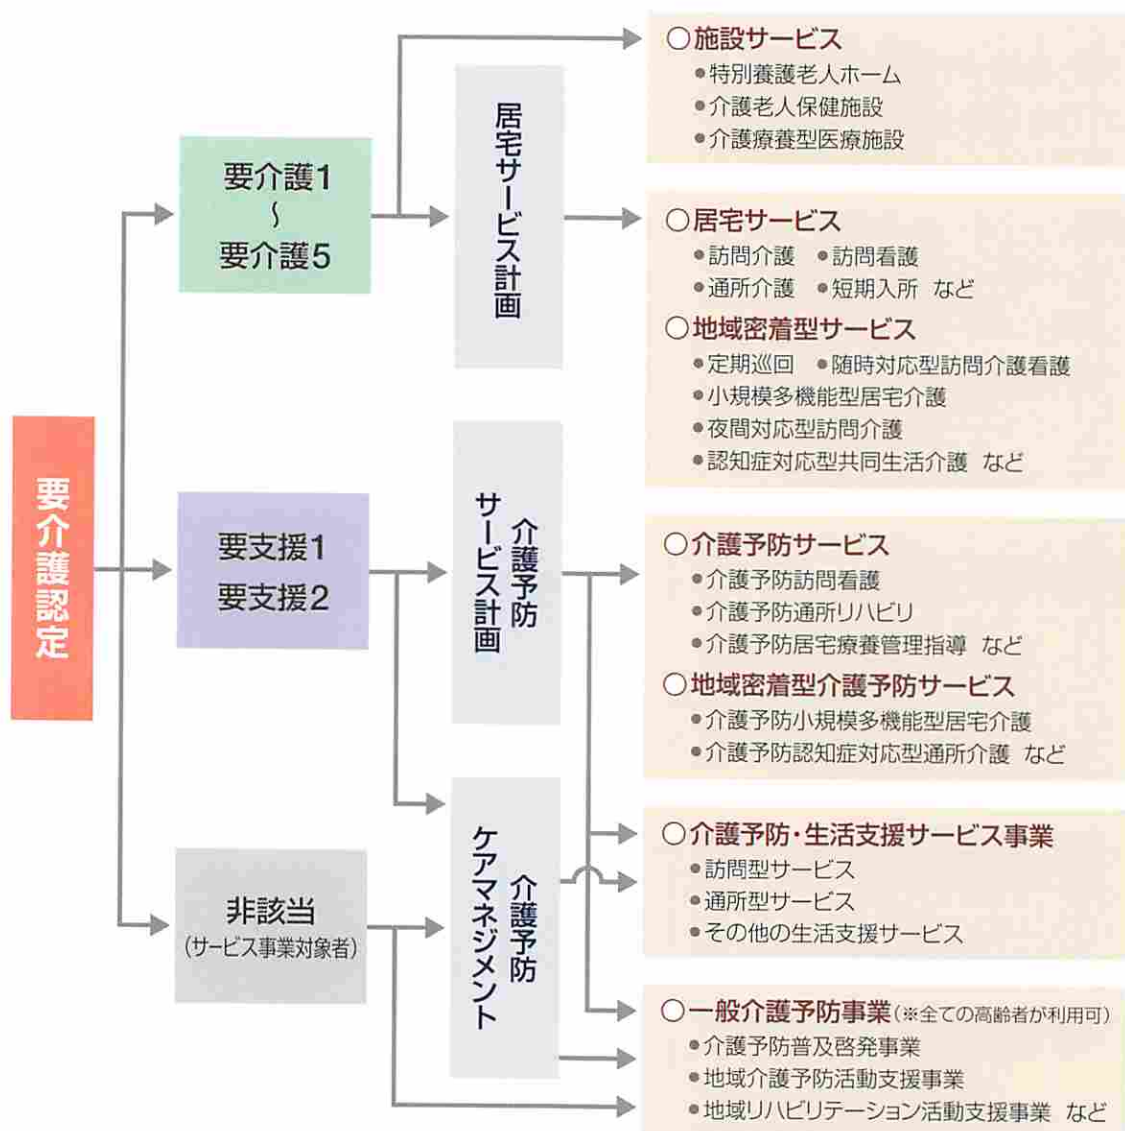 要介護認定
要介護1
〜
要介護5
居宅サービス計画
○施設サービス
●特別養護老人ホーム
●介護老人保健施設
●介護療養型医療施設
○居宅サービス
●訪問介護 ●訪問看護
●通所介護 ●短期入所 など
○地域密着型サービス
●定期巡回 ●随時対応型訪問介護看護
●小規模多機能型居宅介護
●夜間対応型訪問介護
●認知症対応型共同生活介護 など
要支援1
要支援2
介護予防
サービス計画
○介護予防サービス
●介護予防訪問看護
●介護予防通所リハビリ
●介護予防居宅療養管理指導 など
○地域密着型介護予防サービス
●介護予防小規模多機能型居宅介護
●介護予防認知症対応型通所介護 など
非該当
(サービス事業対象者)
介護予防
ケアマネジメント
○介護予防・生活支援サービス事業
●訪問型サービス
●通所型サービス
●その他の生活支援サービス
○一般介護予防事業(※全ての高齢者が利用可)
●介護予防普及啓発事業
●地域介護予防活動支援事業
●地域リハビリテーション活動支援事業 など